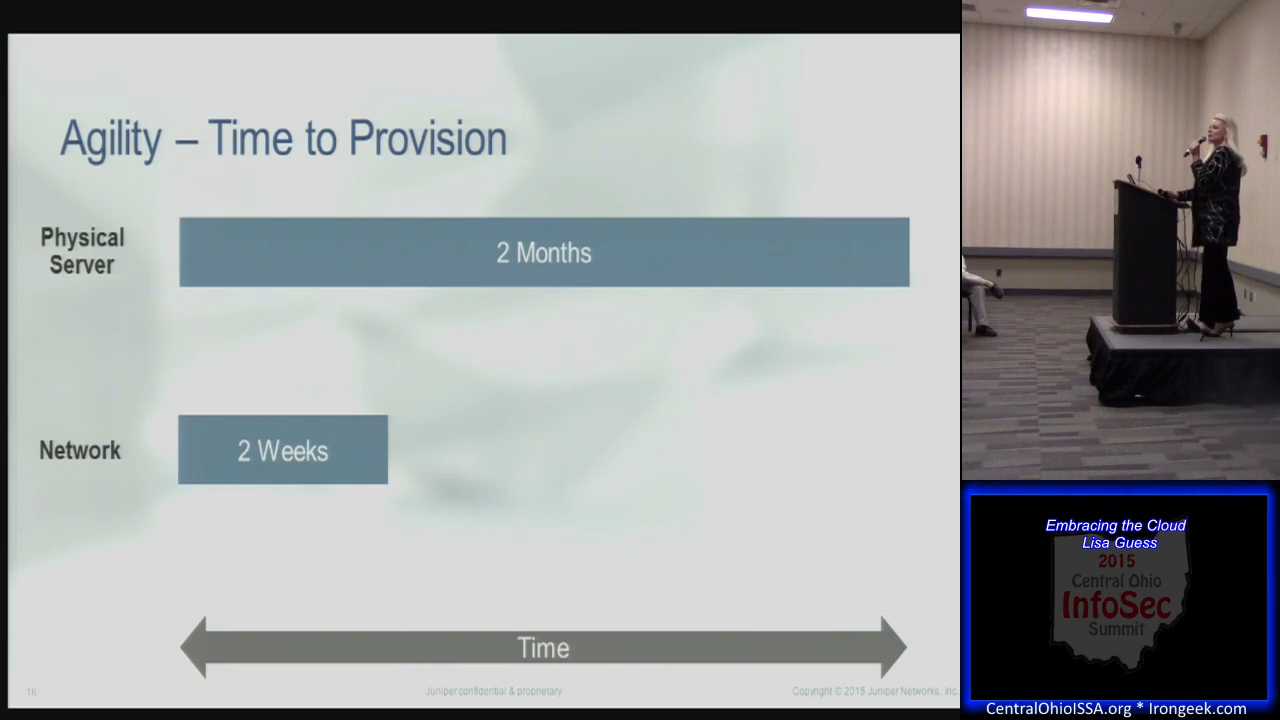 Agility – Time to Provision
Physical
Server
2 Months
Network
2 Weeks
Time
16
Juniper confidential & proprietary
Copyright © 2015 Juniper Networks, Inc.
Embracing the Cloud
Lisa Guess
2015
Central Ohio
InfoSec
Summit
CentralOhioISSA.org * Irongeek.com